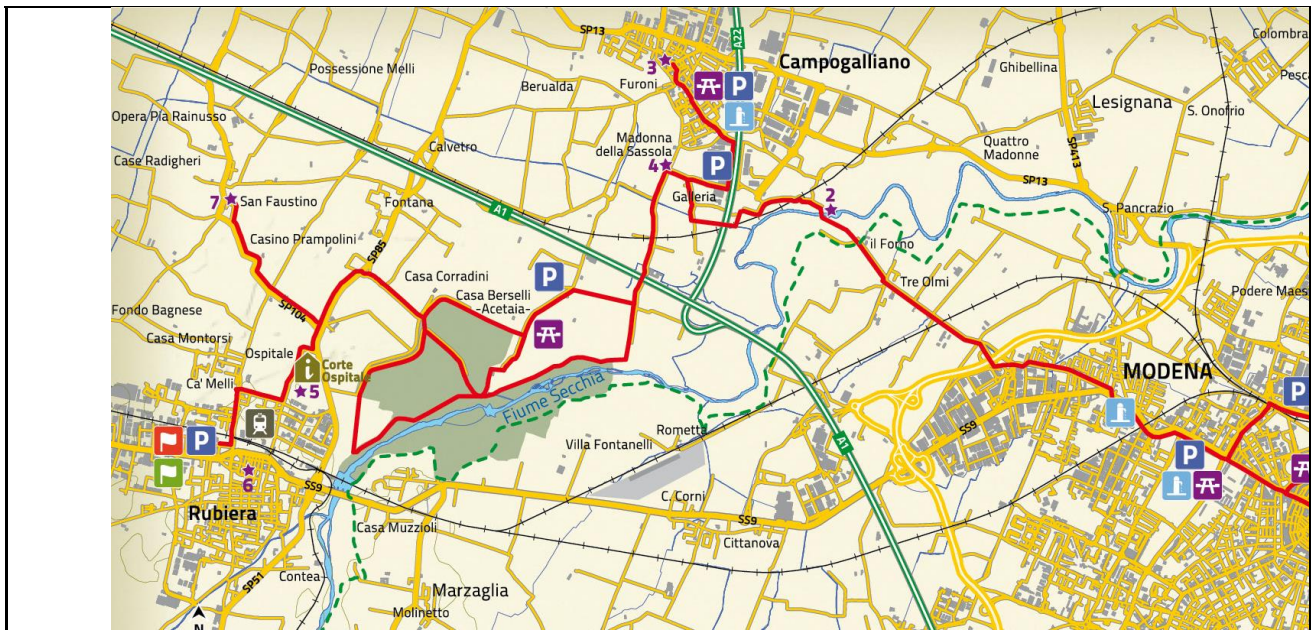 SP13
A22
Colombra
Campogalliano
Ghibellina
3
P
Possessione Melli
Berualda
Furoni
Lesignana
S. Onofrio
Opera Pia Rainusso
Calvetro
Madonna
della Sassola
Quattro
Madonne
SP413
Case Radigheri
4
P
SP13
7
San Faustino
Fontana
A1
Galleria
2
S. Pancrazio
Casino Prampolini
SP85
il Forno
Casa Corradini
P
Tre Olmi
Casa Berselli
-Acetaia-
Podere Maes
Fondo Bagnese
SP104
Casa Montorsi
Ospitale
i
Corte
Ospitale
MODENA
Ca' Melli
5
Fiume Secchia
P
P
Villa Fontanelli
Rometta
A1
SS9
P
6
SS9
Rubiera
C. Corni
SS9
Casa Muzzioli
Cittanova
Contea
SP51
Marzaglia
Molinetto
N